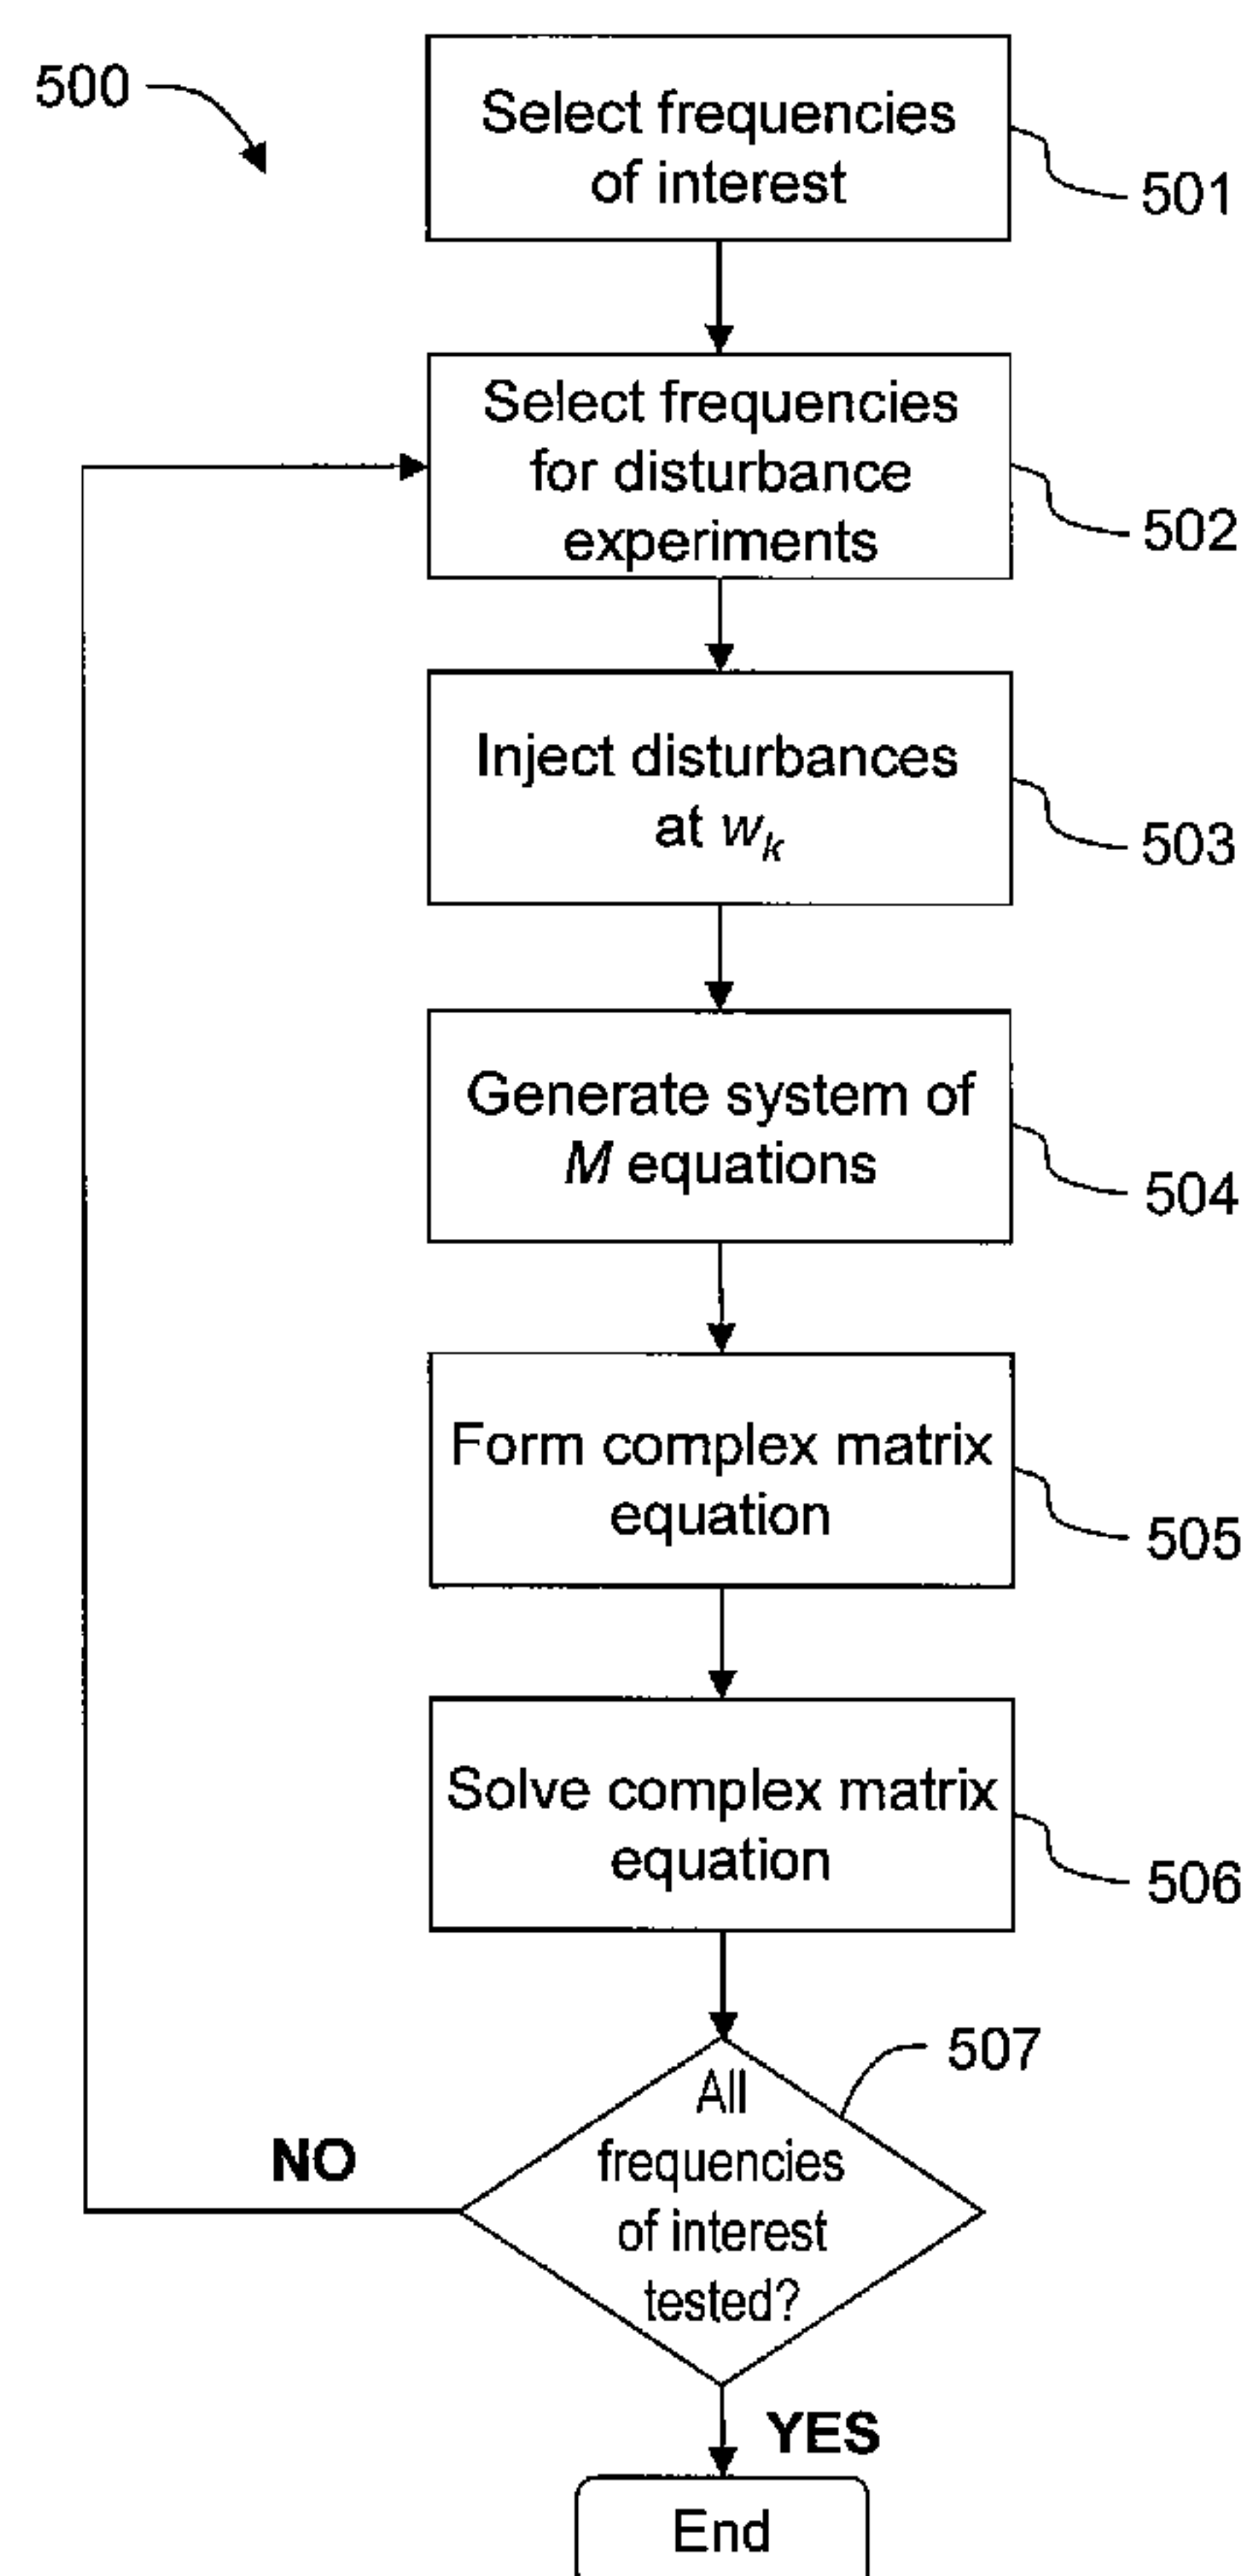 500
Select frequencies
of interest
501
Select frequencies
for disturbance
experiments
502
Inject disturbances
at wk
503
Generate system of
M equations
504
Form complex matrix
equation
505
Solve complex matrix
equation
506
507
All
frequencies
of interest
tested?
NO
YES
End